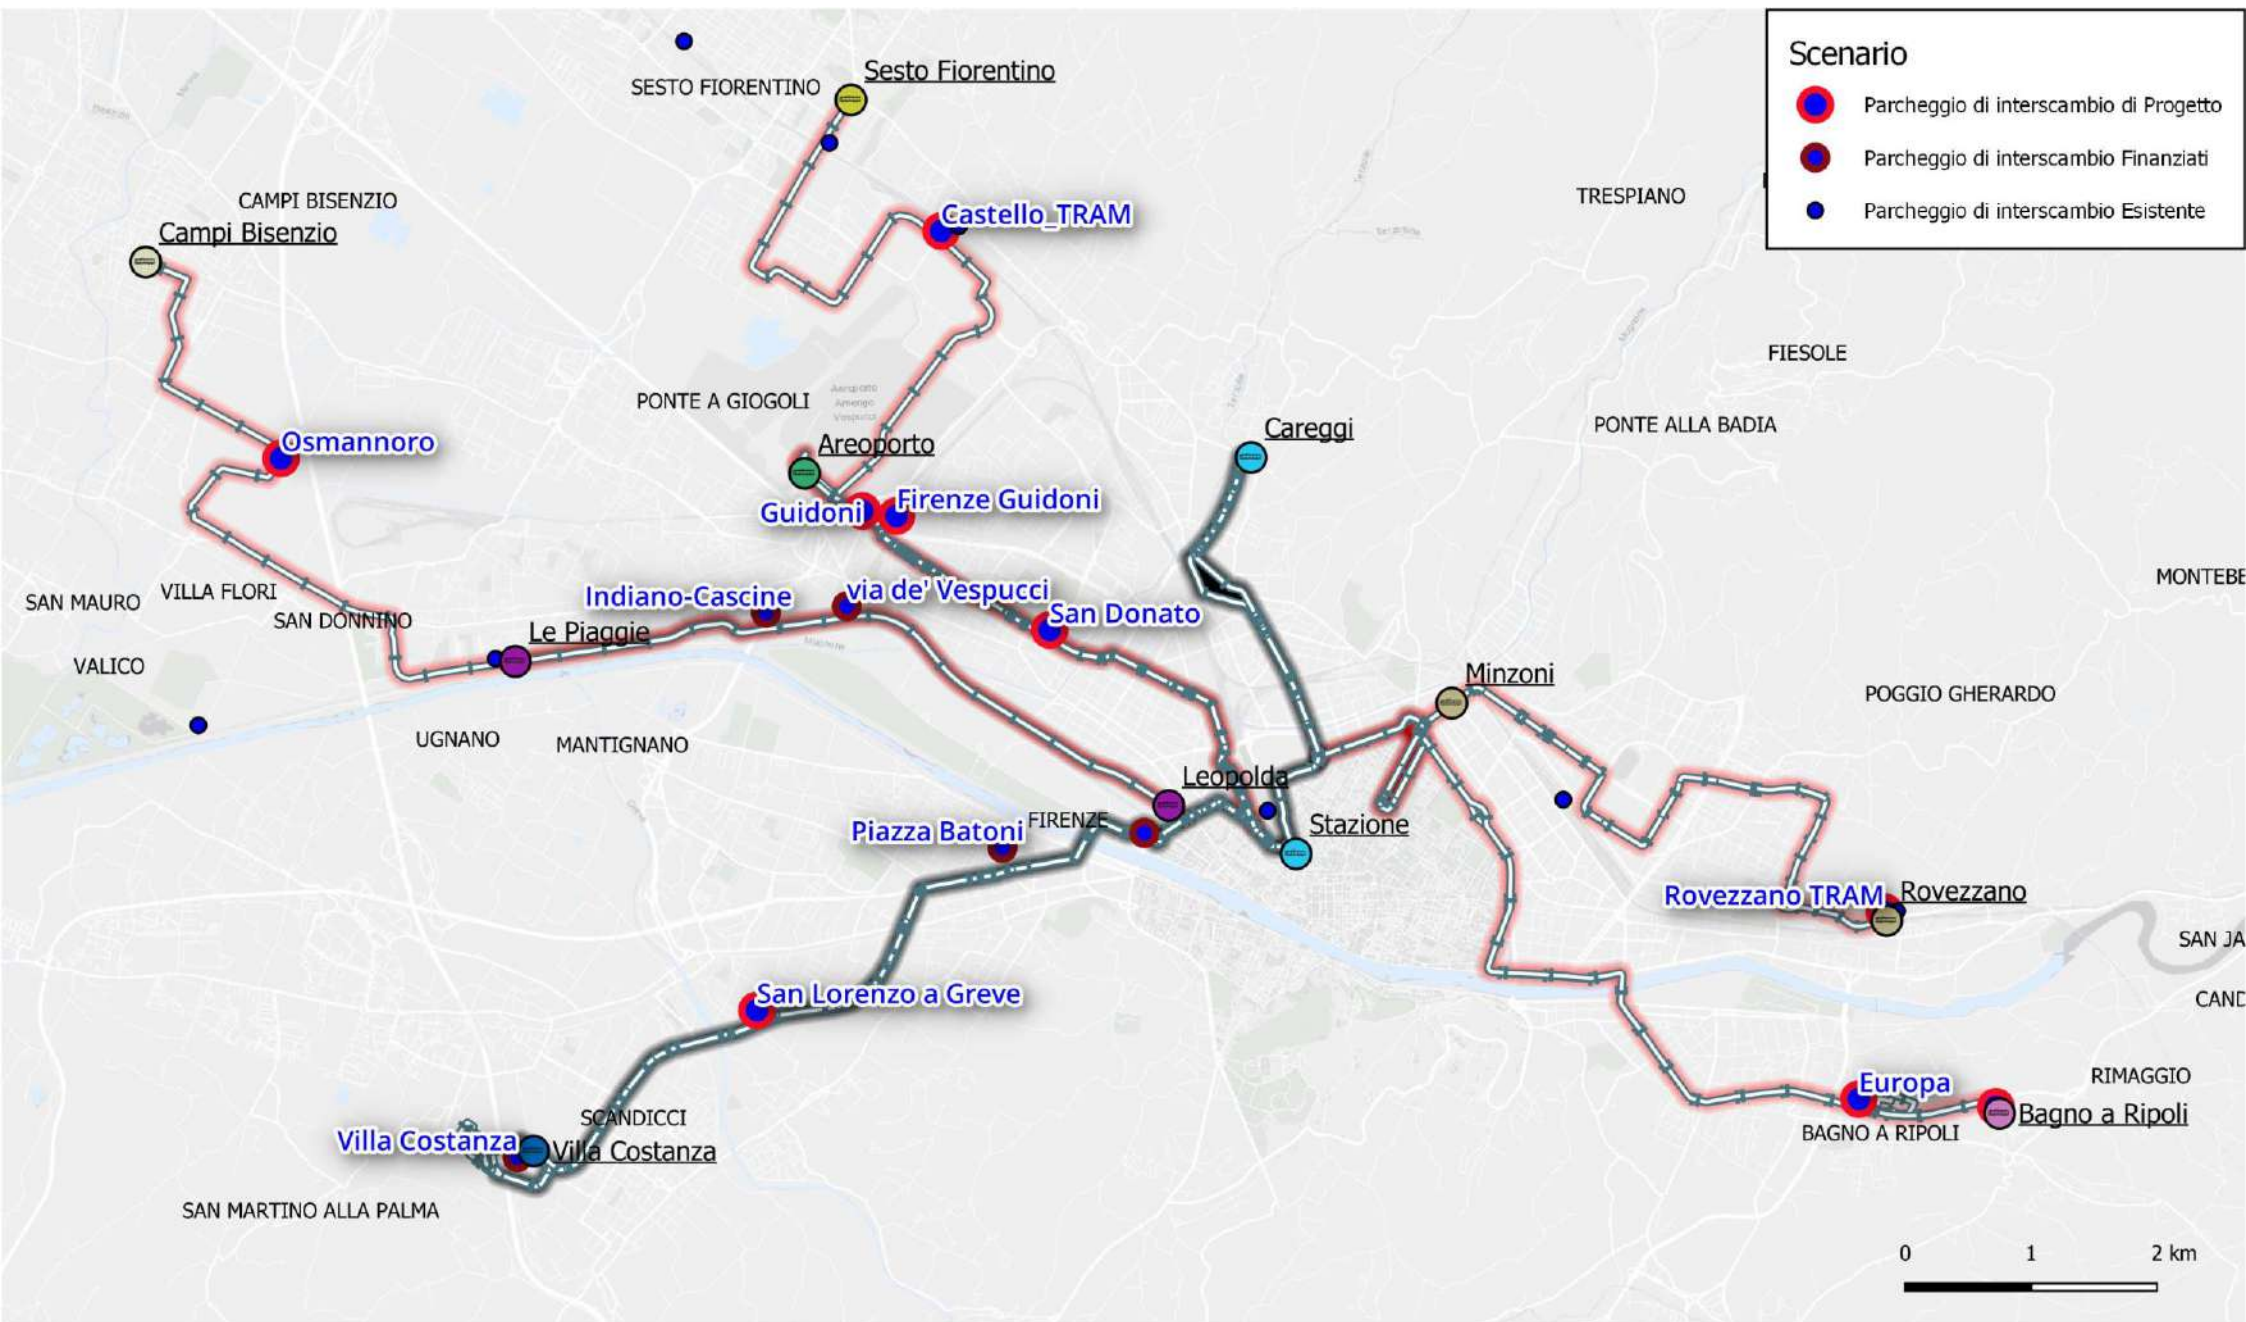 Scenario
Parcheggio di interscambio di Progetto
Parcheggio di interscambio Finanziati
Parcheggio di interscambio Esistente
Sesto Fiorentino
SESTO FIORENTINO
TRESPIANO
CAMPI BISENZIO
Castello_TRAM
Campi Bisenzio
FIESOLE
Aeroporto
Amerigo
Vespucci
PONTE A GIOGOLI
PONTE ALLA BADIA
Careggi
Osmannoro
Areoporto
Firenze Guidoni
Guidoni
MONTEBE
VILLA FLORI
Indiano-Cascine
via de' Vespucci
SAN MAURO
San Donato
SAN DONNINO
Le Piaggie
VALICO
Minzoni
POGGIO GHERARDO
UGNANO
MANTIGNANO
Leopolda
FIRENZE
Piazza Batoni
Stazione
Rovezzano TRAM
Rovezzano
SAN JA
San Lorenzo a Greve
CAND
RIMAGGIO
Europa
SCANDICCI
Bagno a Ripoli
BAGNO A RIPOLI
Villa Costanza
Villa Costanza
SAN MARTINO ALLA PALMA
0 1 2 km